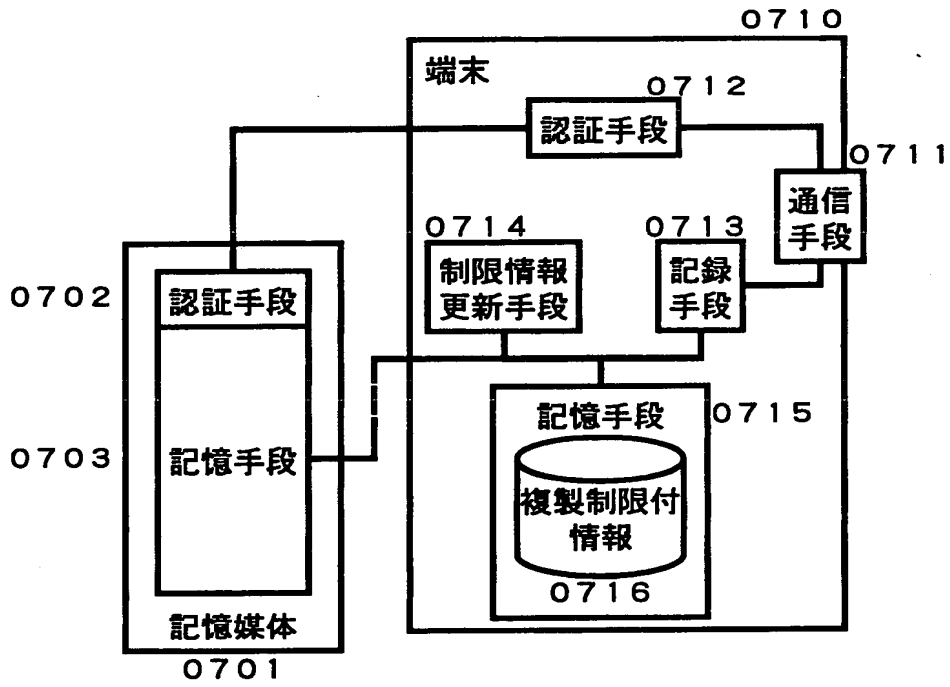 0710
端末
0712
認証手段
0711
通信
手段
0714
制限情報
更新手段
0713
記録
手段
0702
認証手段
0703
記憶手段
記憶媒体
0701
記憶手段
0715
複製制限付
情報
0716